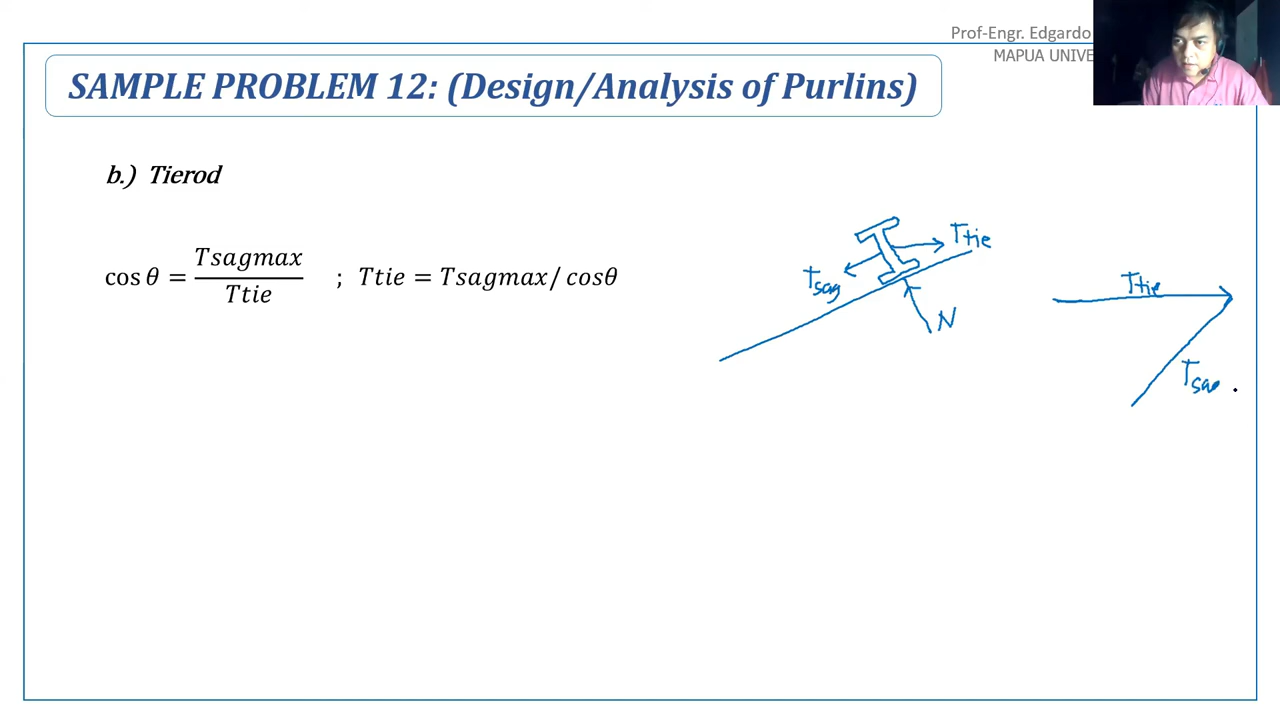 Prof-Engr. Edgardo
MAPUA UNIVE
SAMPLE PROBLEM 12: (Design/Analysis of Purlins)
b.) Tierod
cos θ = Tsagmax / Ttie ; Ttie = Tsagmax/ cosθ
Ttie
Tsag
N
Ttie
Tsag